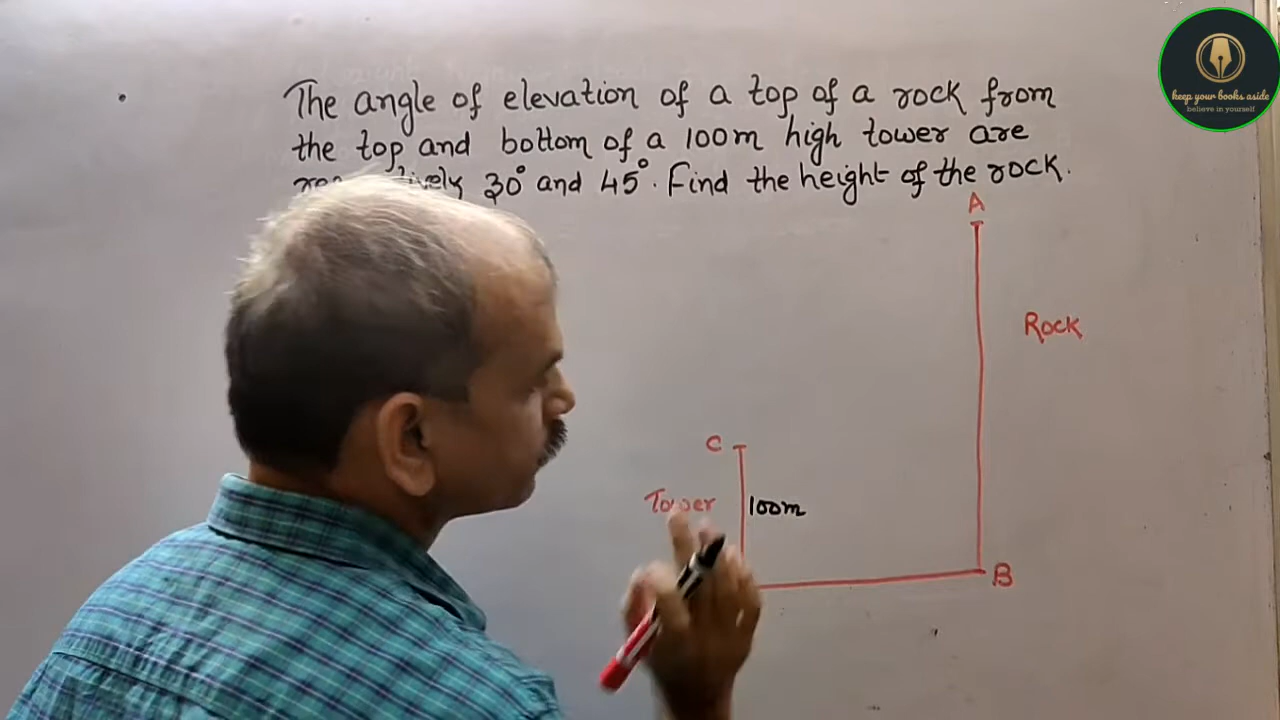 The angle of elevation of a top of a rock from
the top and bottom of a 100m high tower are
30° and 45°. Find the height of the rock.
A
Rock
C
Tower 100m
B
keep your books aside
believe in yourself